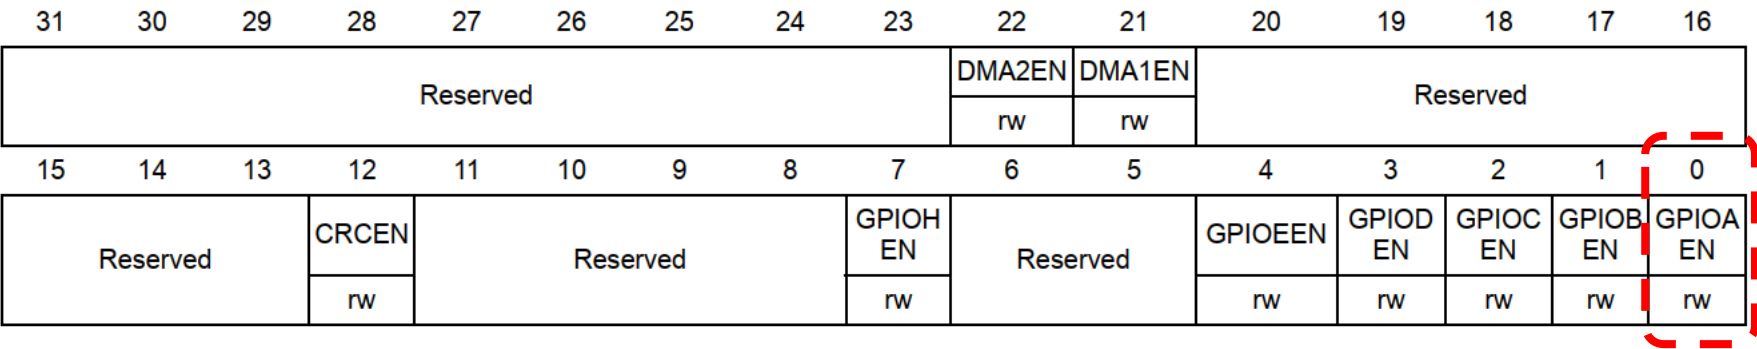 31 30 29 28 27 26 25 24 23 22 21 20 19 18 17 16
Reserved DMA2EN DMA1EN Reserved
rw rw
15 14 13 12 11 10 9 8 7 6 5 4 3 2 1 0
Reserved CRCEN Reserved GPIOH EN Reserved GPIOEEN GPIOD EN GPIOC EN GPIOB EN GPIOA EN
rw rw rw rw rw rw rw